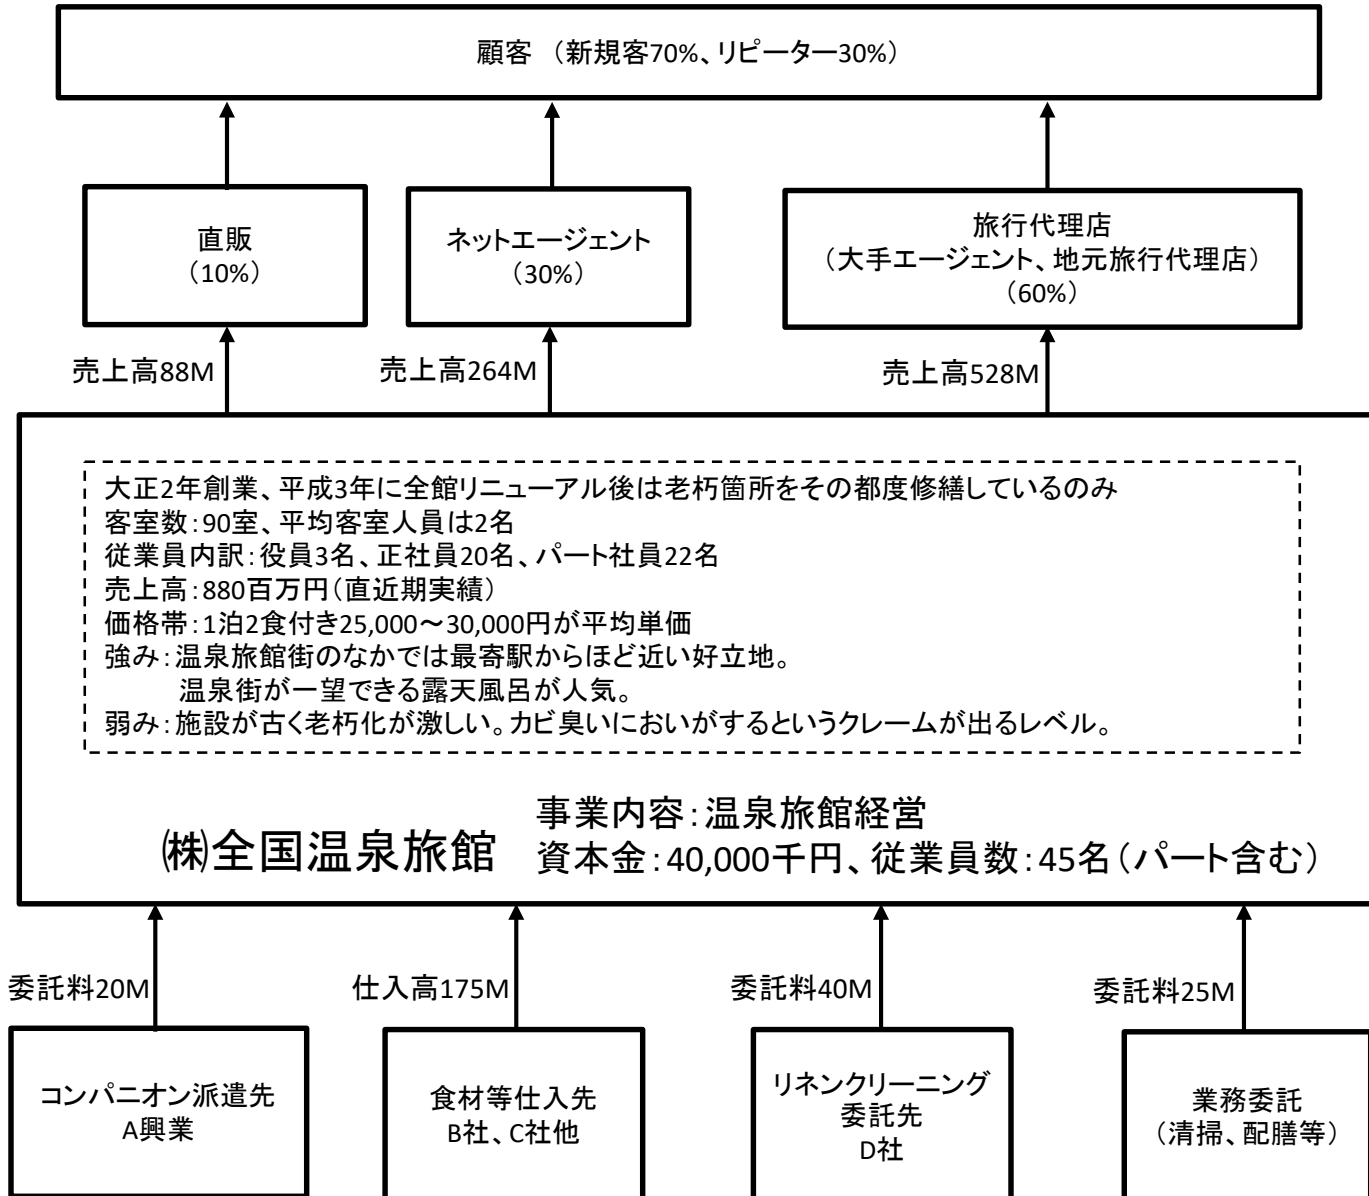 顧客 （新規客70%、リピーター30%）
直販
（10%）
ネットエージェント
（30%）
旅行代理店
（大手エージェント、地元旅行代理店）
（60%）
売上高88M
売上高264M
売上高528M
大正2年創業、平成3年に全館リニューアル後は老朽箇所をその都度修繕しているのみ
客室数：90室、平均客室人員は2名
従業員内訳：役員3名、正社員20名、パート社員22名
売上高：880百万円（直近期実績）
価格帯：1泊2食付き25,000～30,000円が平均単価
強み：温泉旅館街のなかでは最寄駅からほど近い好立地。
温泉街が一望できる露天風呂が人気。
弱み：施設が古く老朽化が激しい。カビ臭いにおいがするというクレームが出るレベル。
㈱全国温泉旅館
事業内容：温泉旅館経営
資本金：40,000千円、従業員数：45名（パート含む）
委託料20M
仕入高175M
委託料40M
委託料25M
コンパニオン派遣先
A興業
食材等仕入先
B社、C社他
リネンクリーニング
委託先
D社
業務委託
（清掃、配膳等）